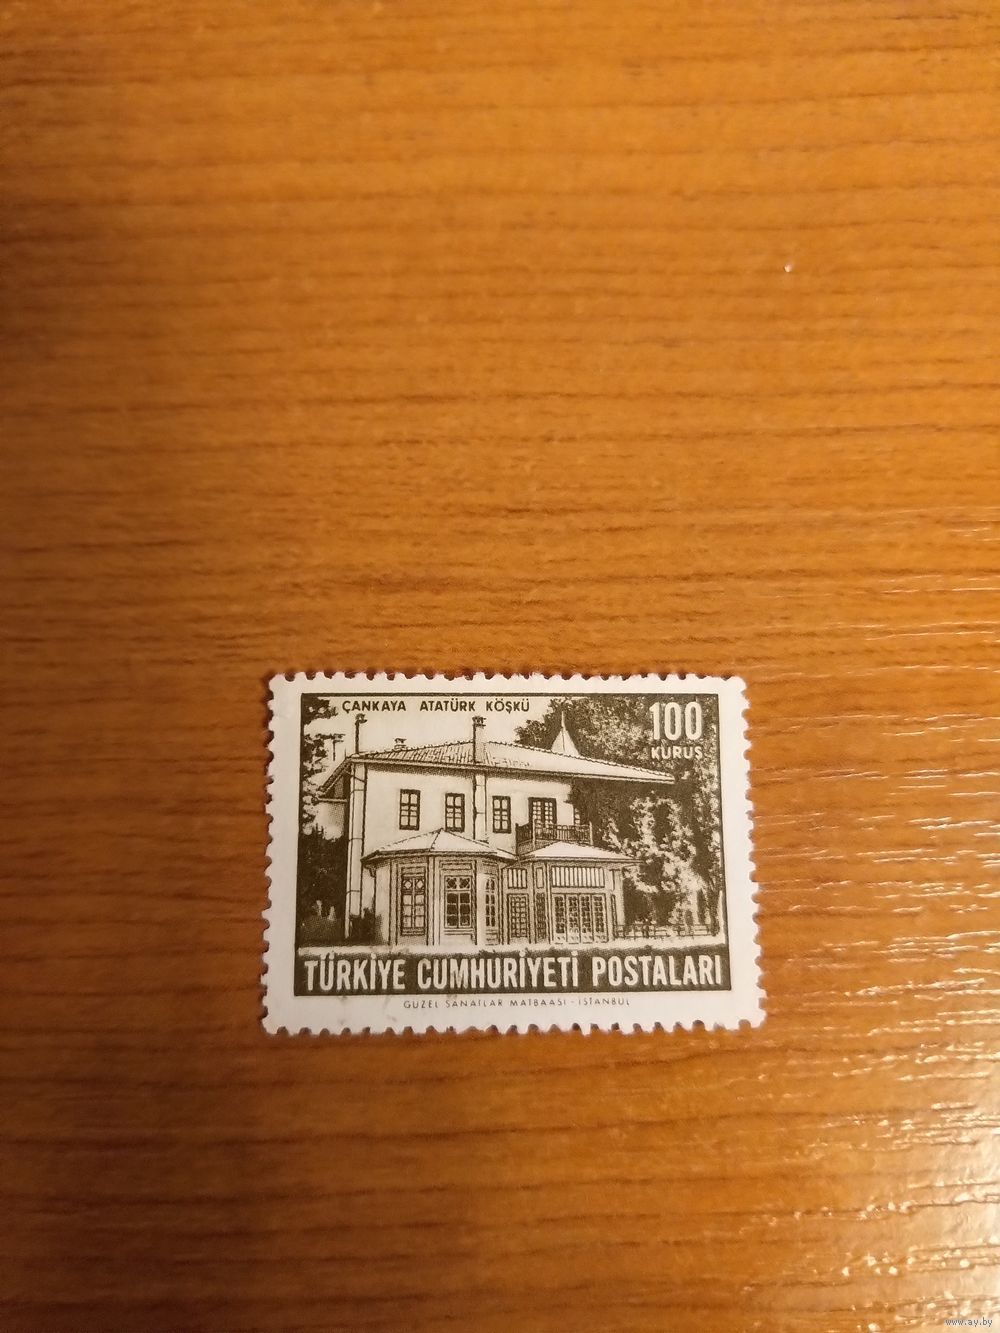 ÇANKAYA ATATÜRK KÖŞKÜ
100
KURUŞ
TÜRKİYE CUMHURİYETİ POSTALARI
GÜZEL SANATLAR MATBAASI - İSTANBUL
www.ay.by